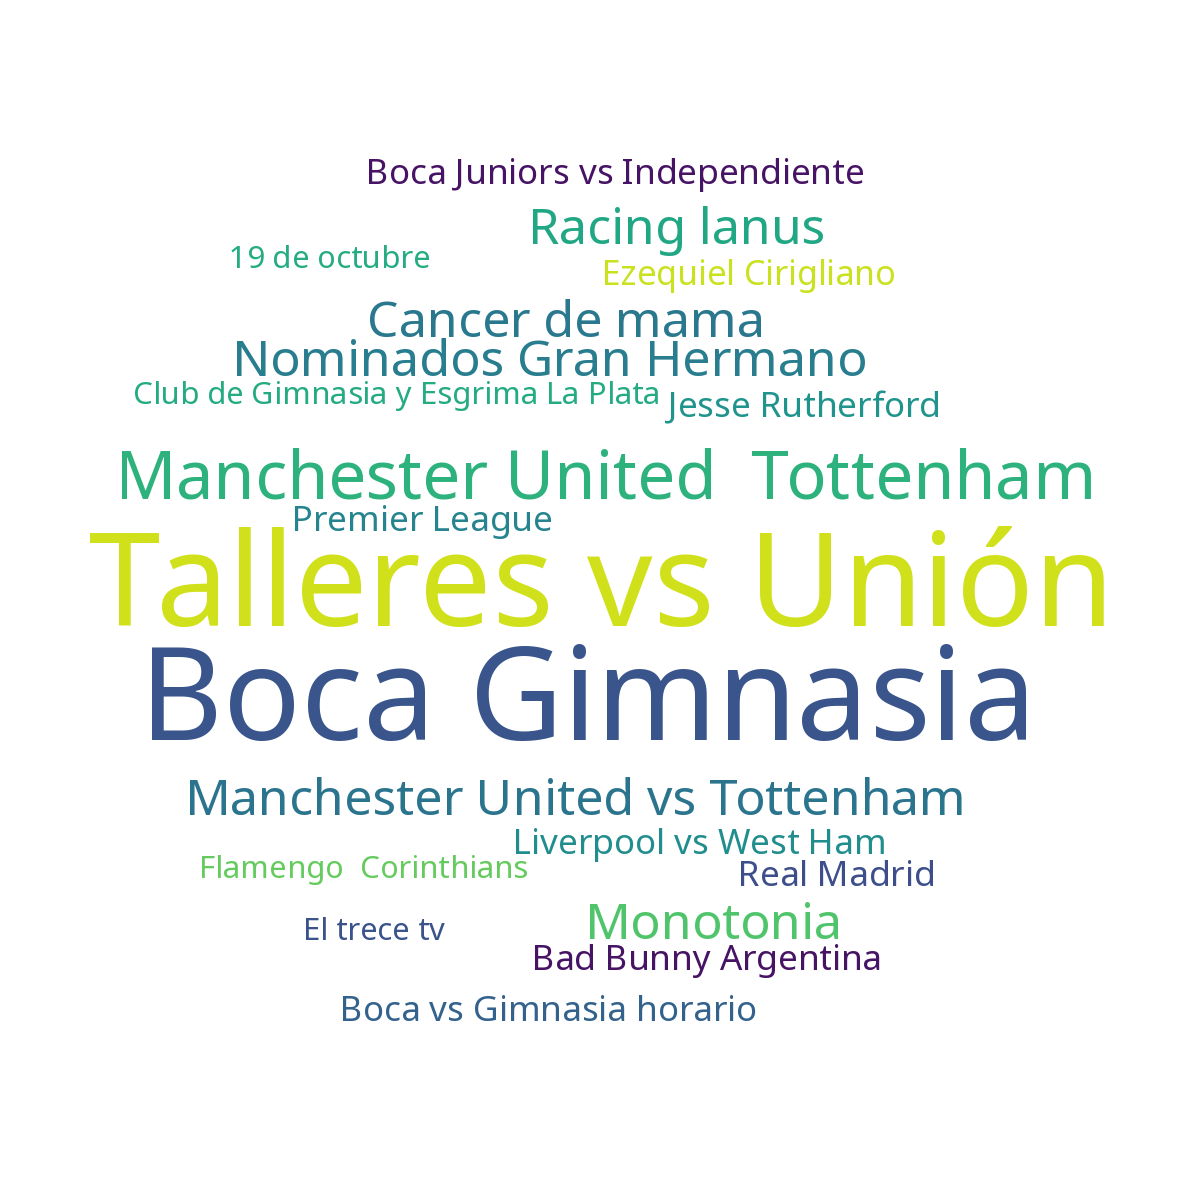 Boca Juniors vs Independiente
Racing lanus
19 de octubre
Ezequiel Cirigliano
Cancer de mama
Nominados Gran Hermano
Club de Gimnasia y Esgrima La Plata
Jesse Rutherford
Manchester United  Tottenham
Premier League
Talleres vs Unión
Boca Gimnasia
Manchester United vs Tottenham
Liverpool vs West Ham
Flamengo  Corinthians
Real Madrid
Monotonia
El trece tv
Bad Bunny Argentina
Boca vs Gimnasia horario